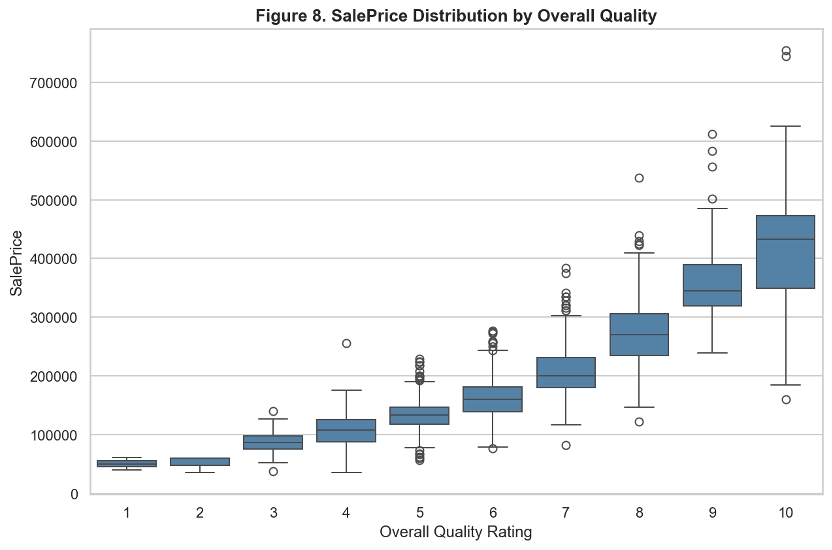 Figure 8. SalePrice Distribution by Overall Quality
700000
600000
500000
400000
300000
200000
100000
0
SalePrice
1 2 3 4 5 6 7 8 9 10
Overall Quality Rating